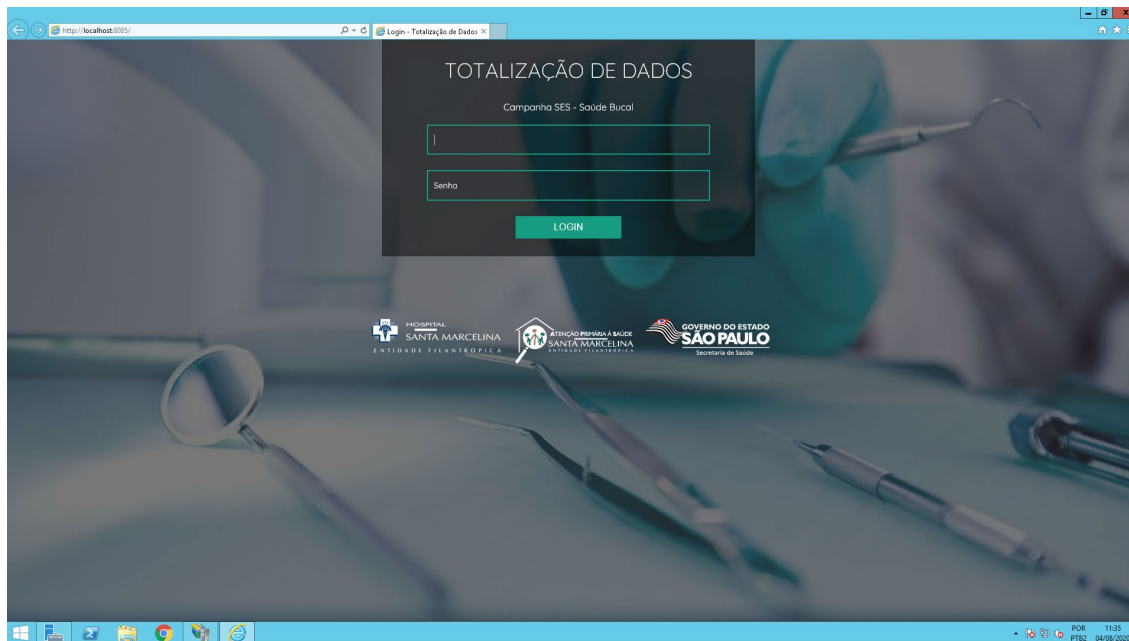 http://localhost:8085/
Login - Totalização de Dados
TOTALIZAÇÃO DE DADOS
Campanha SES - Saúde Bucal
Senha
LOGIN
HOSPITAL
SANTA MARCELINA
ENTIDADE FILANTRÓPICA
ATENÇÃO PRIMÁRIA À SAÚDE
SANTA MARCELINA
ENTIDADE FILANTRÓPICA
GOVERNO DO ESTADO
SÃO PAULO
Secretaria de Saúde
POR
PTB2
11:35
04/08/2020